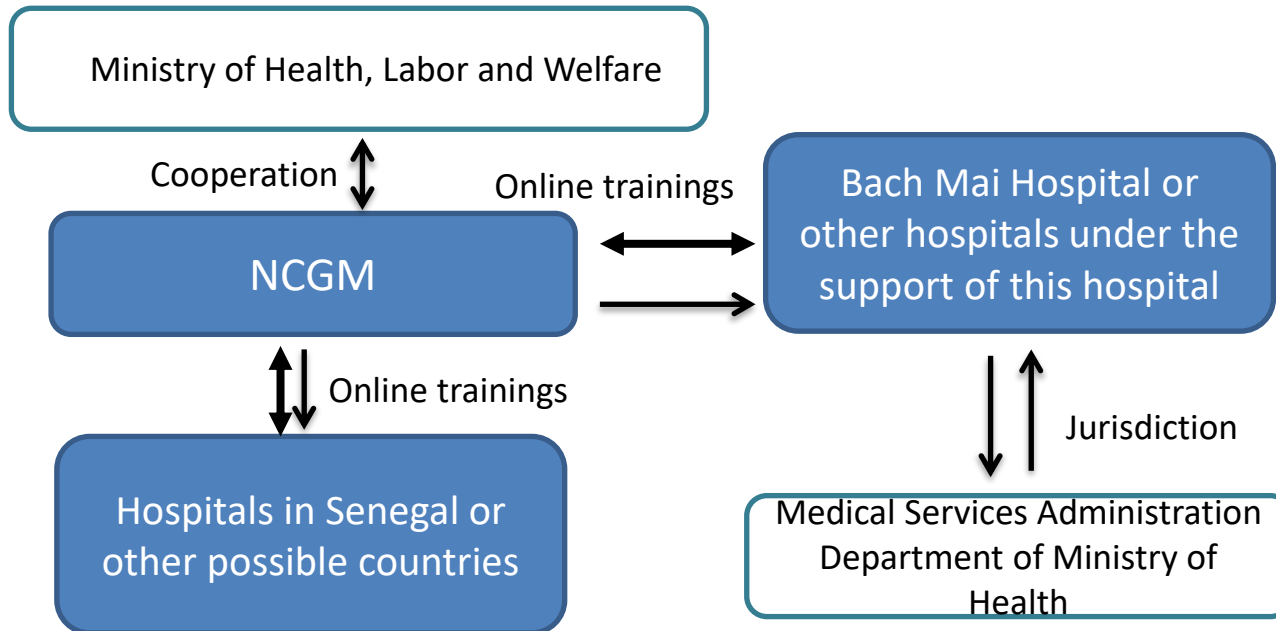 Ministry of Health, Labor and Welfare
Cooperation
Online trainings
Bach Mai Hospital or
other hospitals under the
support of this hospital
NCGM
Online trainings
Jurisdiction
Hospitals in Senegal or
other possible countries
Medical Services Administration
Department of Ministry of
Health